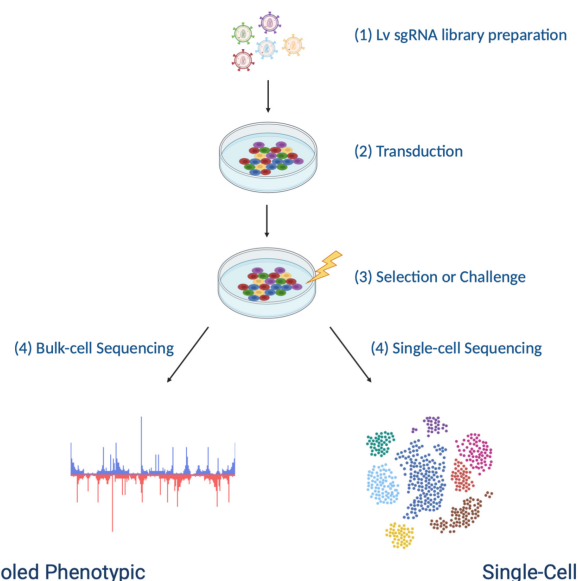 (1) Lv sgRNA library preparation
(2) Transduction
(3) Selection or Challenge
(4) Bulk-cell Sequencing
(4) Single-cell Sequencing
oled Phenotypic
Single-Cell